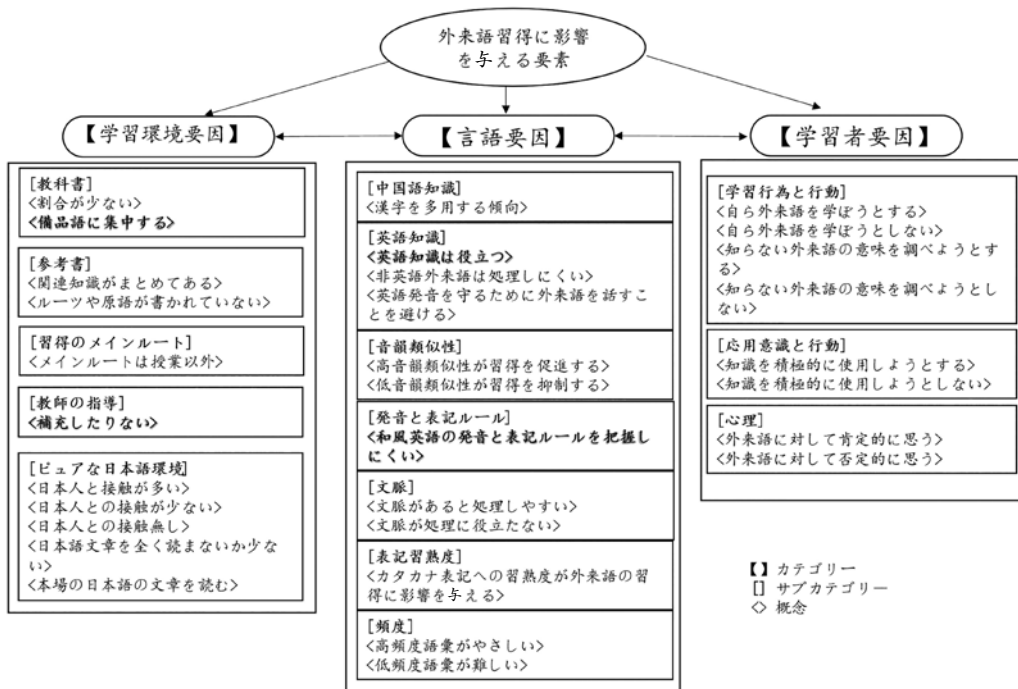 外来語習得に影響
を与える要素
【学習環境要因】
【言語要因】
【学習者要因】
[教科書]
<割合が少ない>
<備品語に集中する>
[参考書]
<関連知識がまとめてある>
<ルーツや原語が書かれていない>
[習得のメインルート]
<メインルートは授業以外>
[教師の指導]
<補充したりない>
[ピュアな日本語環境]
<日本人と接触が多い>
<日本人との接触が少ない>
<日本人との接触無し>
<日本語文章を全く読まないか少な
い>
<本場の日本語の文章を読む>
[中国語知識]
<漢字を多用する傾向>
[英語知識]
<英語知識は役立つ>
<非英語外来語は処理しにくい>
<英語発音を守るために外来語を話すこ
とを避ける>
[音韻類似性]
<高音韻類似性が習得を促進する>
<低音韻類似性が習得を抑制する>
[発音と表記ルール]
<和風英語の発音と表記ルールを把握し
にくい>
[文脈]
<文脈があると処理しやすい>
<文脈が処理に役立たない>
[表記習熟度]
<カタカナ表記への習熟度が外来語の習
得に影響を与える>
[頻度]
<高頻度語彙がやさしい>
<低頻度語彙が難しい>
[学習行為と行動]
<自ら外来語を学ぼうとする>
<自ら外来語を学ぼうとしない>
<知らない外来語の意味を調べようとす
る>
<知らない外来語の意味を調べようとし
ない>
[応用意識と行動]
<知識を積極的に使用しようとする>
<知識を積極的に使用しようとしない>
[心理]
<外来語に対して肯定的に思う>
<外来語に対して否定的に思う>
【】カテゴリー
[] サブカテゴリー
<> 概念